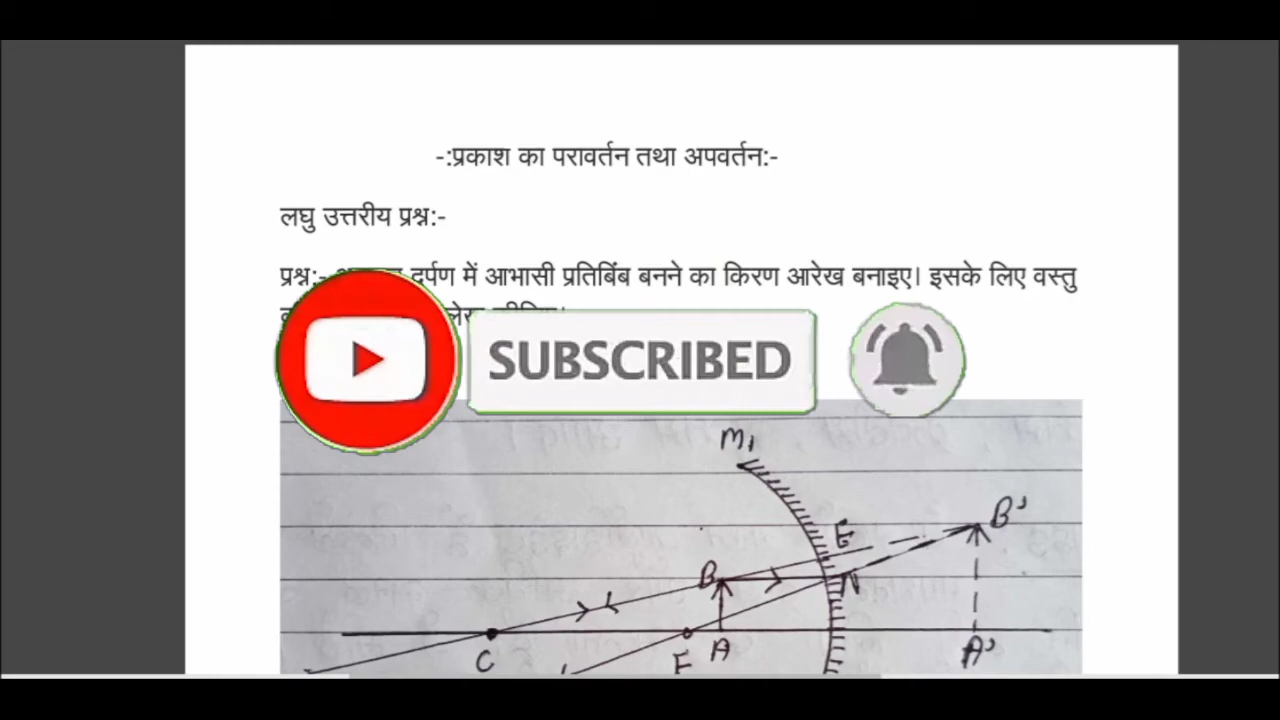 -:प्रकाश का परावर्तन तथा अपवर्तन:-
लघु उत्तरीय प्रश्न:-
प्रश्न:- दर्पण में आभासी प्रतिबिंब बनने का किरण आरेख बनाइए। इसके लिए वस्तु
SUBSCRIBED
M₁
B'
E
B
N
C
F
A
A'